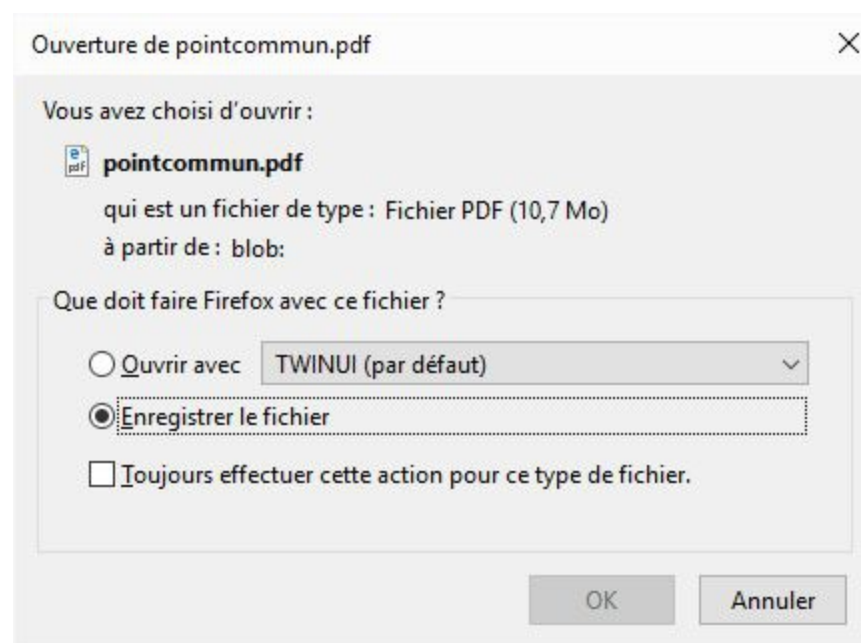 Ouverture de pointcommun.pdf
Vous avez choisi d’ouvrir :
pointcommun.pdf
qui est un fichier de type : Fichier PDF (10,7 Mo)
à partir de : blob:
Que doit faire Firefox avec ce fichier ?
Ouvrir avec TWINUI (par défaut)
Enregistrer le fichier
Toujours effectuer cette action pour ce type de fichier.
OK Annuler